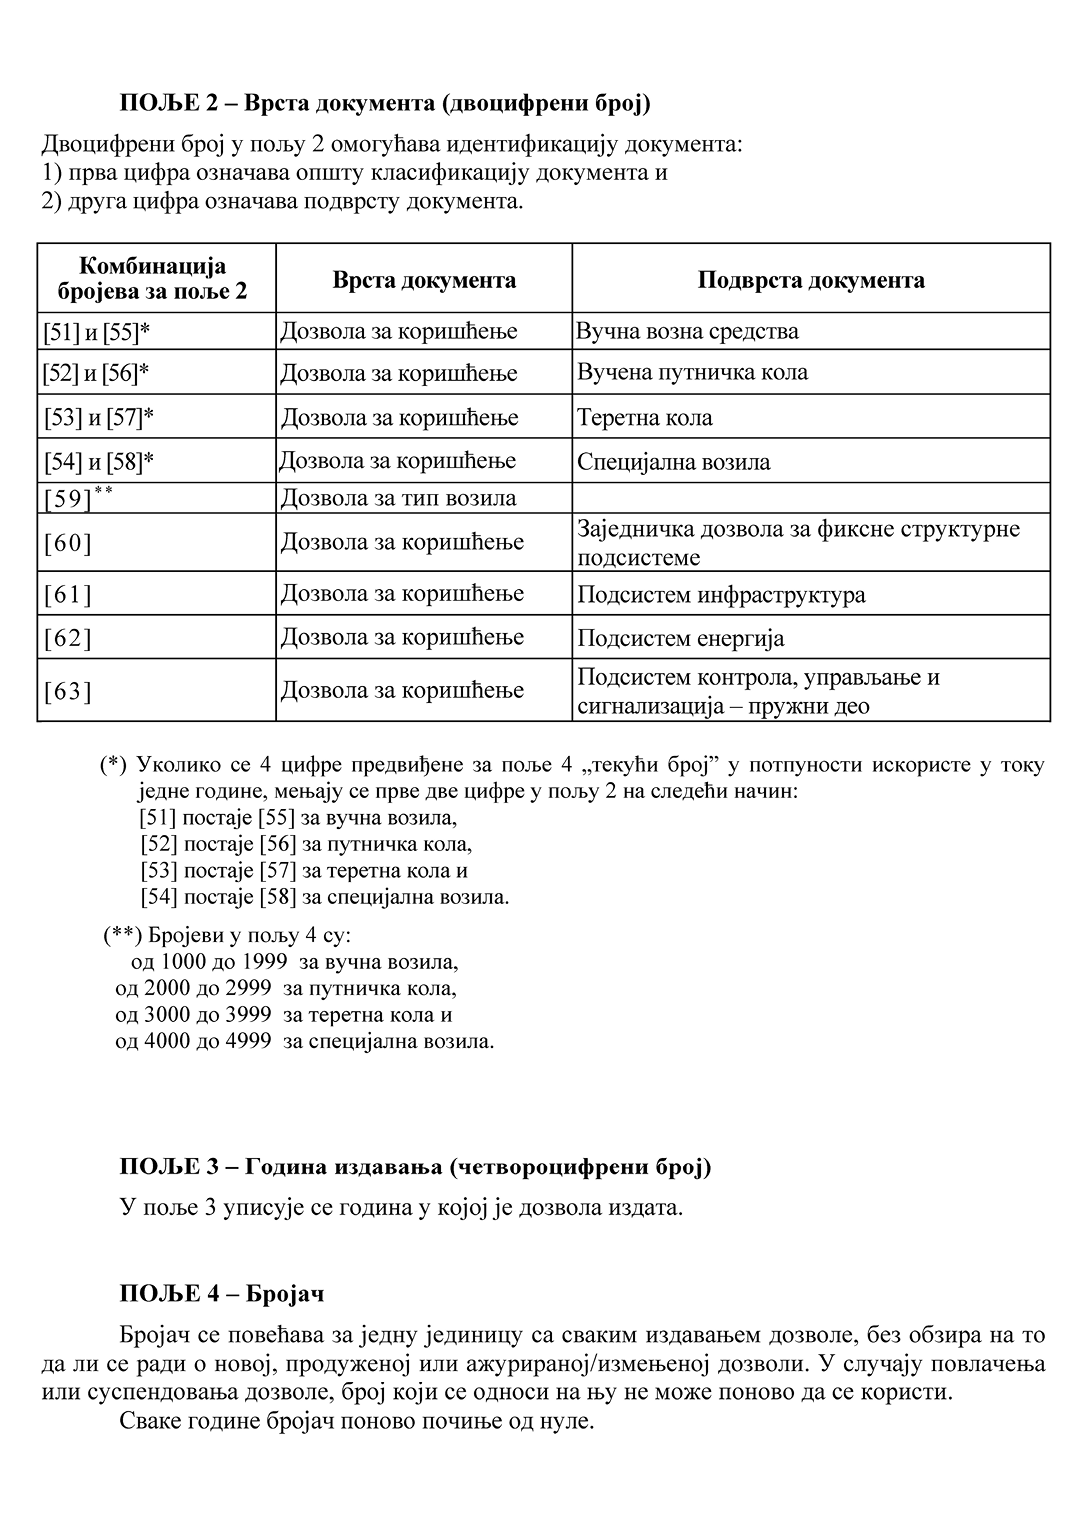 ПОЉЕ 2 – Врста документа (двоцифрени број)
Двоцифрени број у пољу 2 омогућава идентификацију документа:
1) прва цифра означава општу класификацију документа и
2) друга цифра означава подврсту документа.
Комбинација бројева за поље 2 | Врста документа | Подврста документа
[51] и [55]* | Дозвола за коришћење | Вучна возна средства
[52] и [56]* | Дозвола за коришћење | Вучена путничка кола
[53] и [57]* | Дозвола за коришћење | Теретна кола
[54] и [58]* | Дозвола за коришћење | Специјална возила
[59]** | Дозвола за тип возила
[60] | Дозвола за коришћење | Заједничка дозвола за фиксне структурне подсистеме
[61] | Дозвола за коришћење | Подсистем инфраструктура
[62] | Дозвола за коришћење | Подсистем енергија
[63] | Дозвола за коришћење | Подсистем контрола, управљање и сигнализација – пружни део
(*) Уколико се 4 цифре предвиђене за поље 4 „текући број” у потпуности искористе у току
једне године, мењају се прве две цифре у пољу 2 на следећи начин:
[51] постаје [55] за вучна возила,
[52] постаје [56] за путничка кола,
[53] постаје [57] за теретна кола и
[54] постаје [58] за специјална возила.
(**) Бројеви у пољу 4 су:
од 1000 до 1999 за вучна возила,
од 2000 до 2999 за путничка кола,
од 3000 до 3999 за теретна кола и
од 4000 до 4999 за специјална возила.
ПОЉЕ 3 – Година издавања (четвороцифрени број)
У поље 3 уписује се година у којој је дозвола издата.
ПОЉЕ 4 – Бројач
Бројач се повећава за једну јединицу са сваким издавањем дозволе, без обзира на то
да ли се ради о новој, продуженој или ажурираној/измењеној дозволи. У случају повлачења
или суспендовања дозволе, број који се односи на њу не може поново да се користи.
Сваке године бројач поново почиње од нуле.